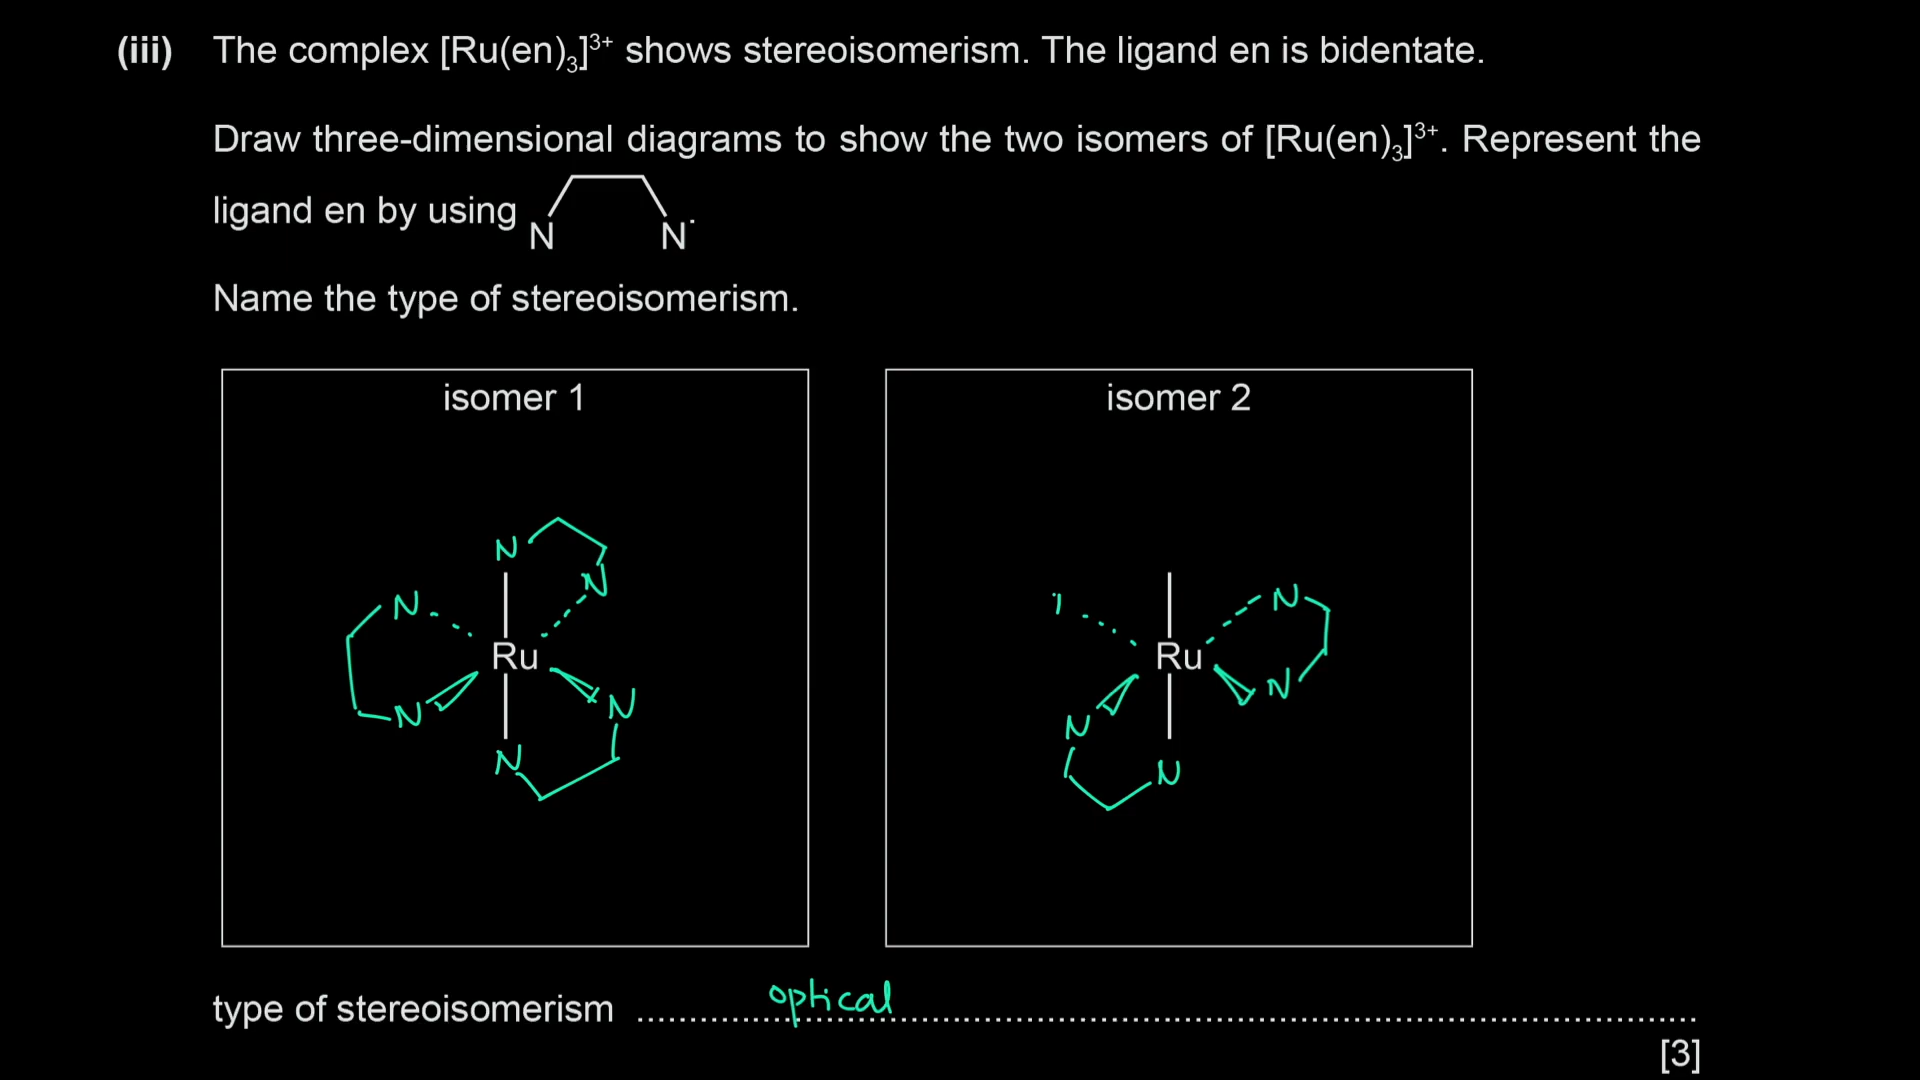 (iii) The complex [Ru(en)₃]³⁺ shows stereoisomerism. The ligand en is bidentate.
Draw three-dimensional diagrams to show the two isomers of [Ru(en)₃]³⁺. Represent the
ligand en by using N N.
Name the type of stereoisomerism.
isomer 1
N
N
N
Ru
N
N
N
isomer 2
N
Ru
N
N
N
type of stereoisomerism optical
[3]